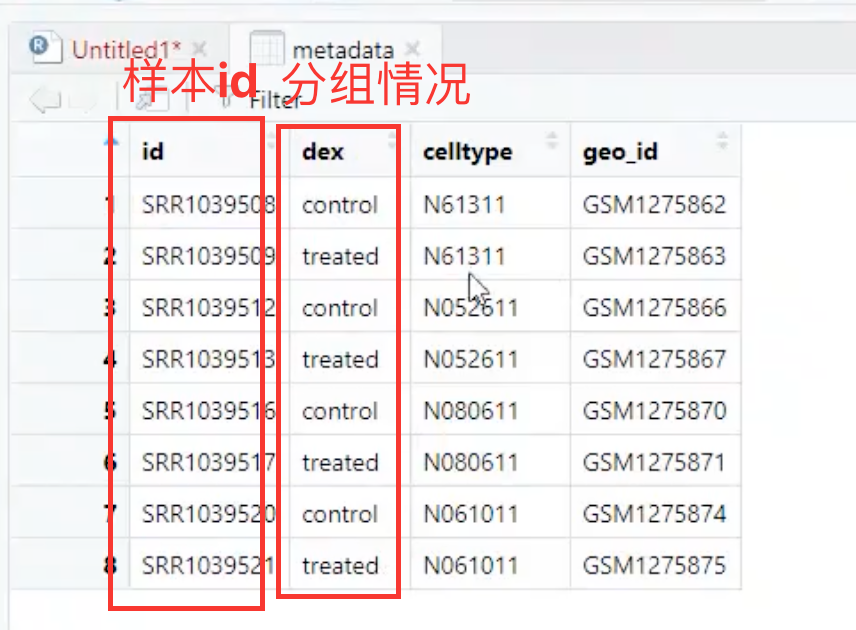 Untitled1* metadata
样本id 分组情况
Filter
id dex celltype geo_id
1 SRR1039508 control N61311 GSM1275862
2 SRR1039509 treated N61311 GSM1275863
3 SRR1039512 control N052611 GSM1275866
4 SRR1039513 treated N052611 GSM1275867
5 SRR1039516 control N080611 GSM1275870
6 SRR1039517 treated N080611 GSM1275871
7 SRR1039520 control N061011 GSM1275874
8 SRR1039521 treated N061011 GSM1275875